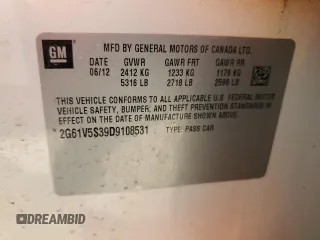 GM
MFD BY GENERAL MOTORS OF CANADA LTD.
DATE GVWR GAWR FRT GAWR RR
06/12 2412 KG 1233 KG 1179 KG
5316 LB 2718 LB 2598 LB
THIS VEHICLE CONFORMS TO ALL APPLICABLE U.S. FEDERAL MOTOR
VEHICLE SAFETY, BUMPER, AND THEFT PREVENTION STANDARDS
IN EFFECT ON THE DATE OF MANUFACTURE SHOWN ABOVE.
2G61V5S39D9108531 TYPE: PASS CAR
DREAMBID